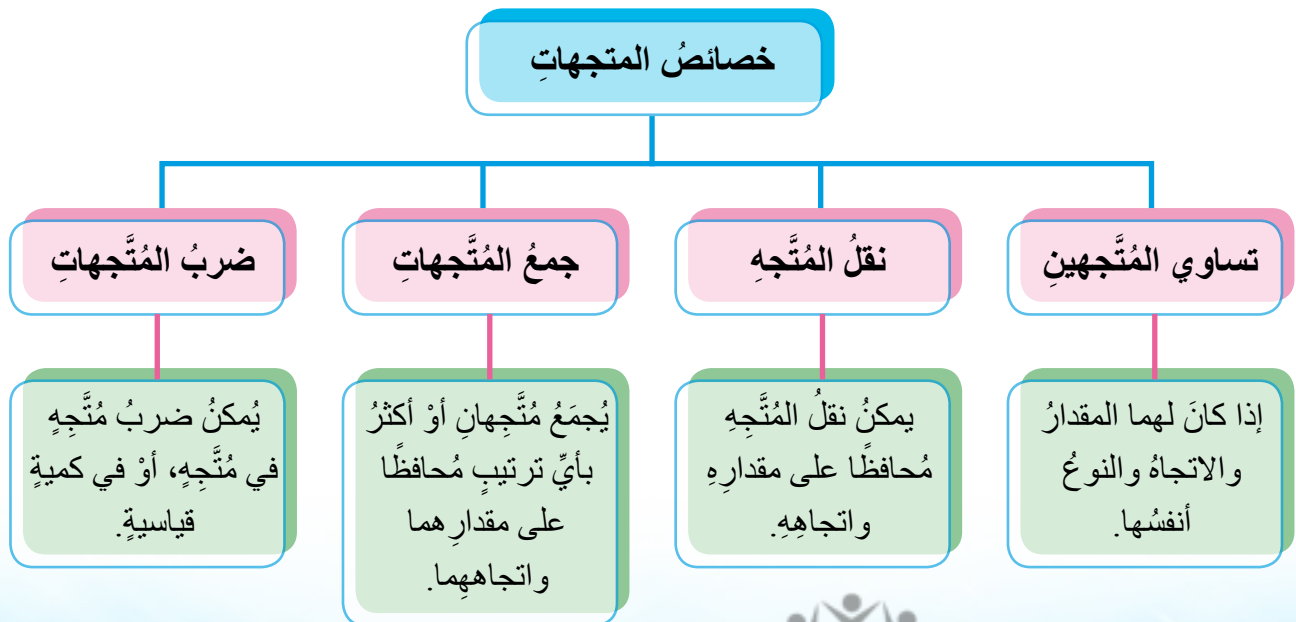 خصائصُ المتجهاتِ
تساوي المُتَّجهينِ
إذا كانَ لهما المقدارُ
والاتجاهُ والنوعُ
أنفسُها.
نقلُ المُتَّجهِ
يمكنُ نقلُ المُتَّجِهِ
مُحافظًا على مقدارِهِ
واتجاهِهِ.
جمعُ المُتَّجهاتِ
يُجمَعُ مُتَّجِهانِ أوْ أكثرُ
بأيِّ ترتيبٍ مُحافظًا
على مقدارِهما
واتجاههِما.
ضربُ المُتَّجهاتِ
يُمكنُ ضربُ مُتَّجِهٍ
في مُتَّجِهٍ، أوْ في كميةٍ
قياسيةٍ.